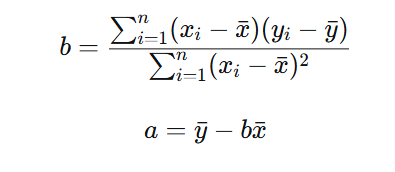 b = \frac{\sum_{i=1}^{n}(x_i - \bar{x})(y_i - \bar{y})}{\sum_{i=1}^{n}(x_i - \bar{x})^2}
a = \bar{y} - b\bar{x}